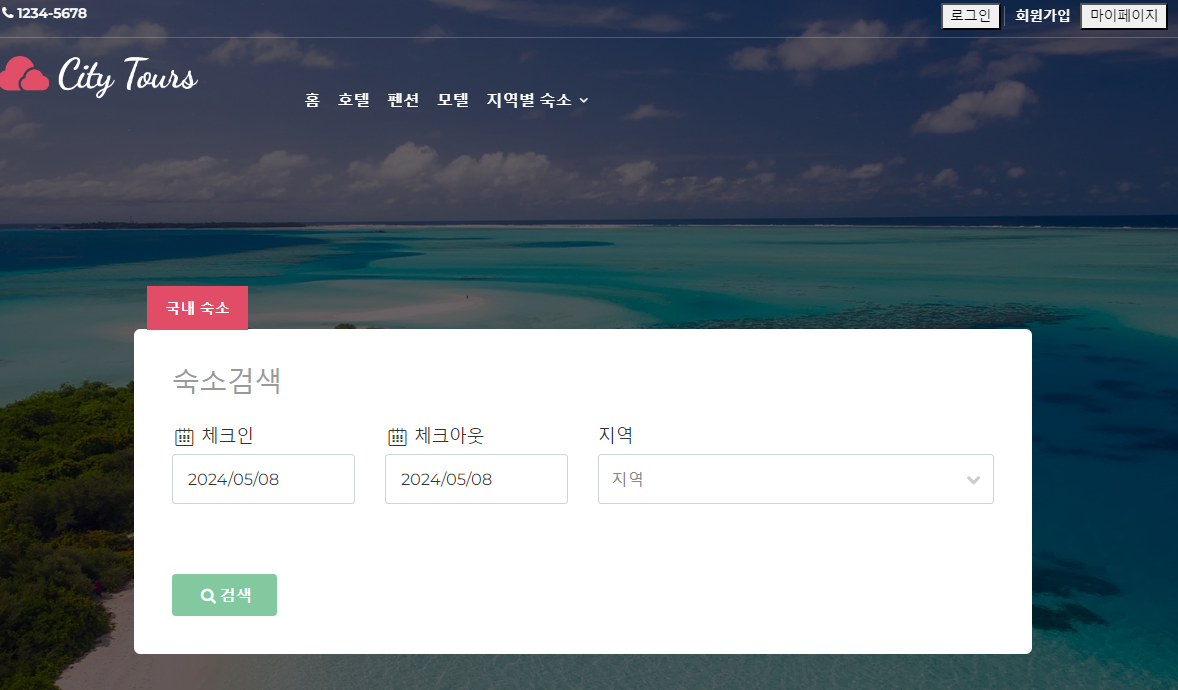 1234-5678
로그인 회원가입 마이페이지
City Tours
홈 호텔 펜션 모텔 지역별 숙소
국내 숙소
숙소검색
체크인 체크아웃 지역
2024/05/08 2024/05/08 지역
검색